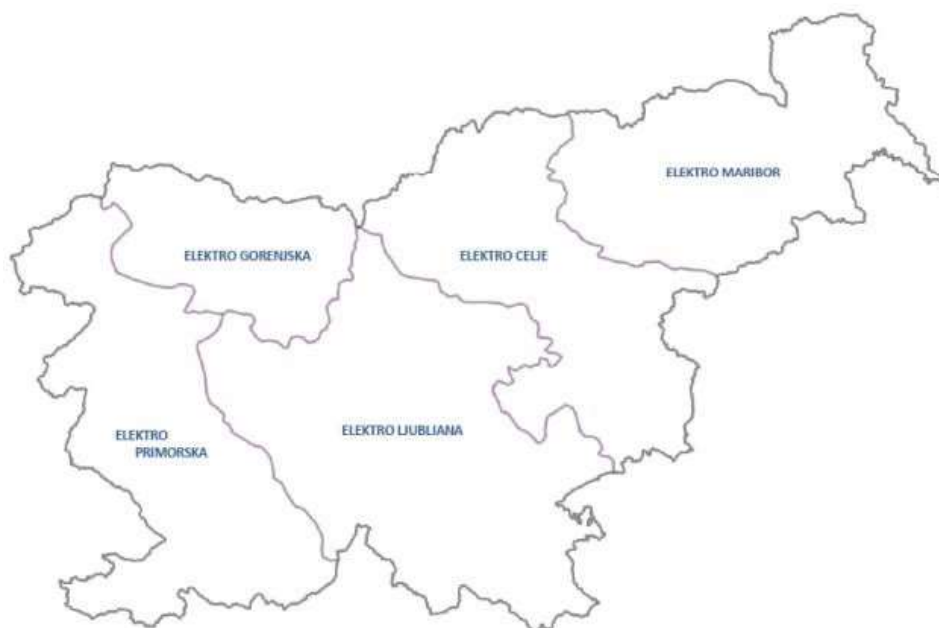 ELEKTRO MARIBOR
ELEKTRO GORENJSKA
ELEKTRO CELJE
ELEKTRO LJUBLJANA
ELEKTRO
PRIMORSKA